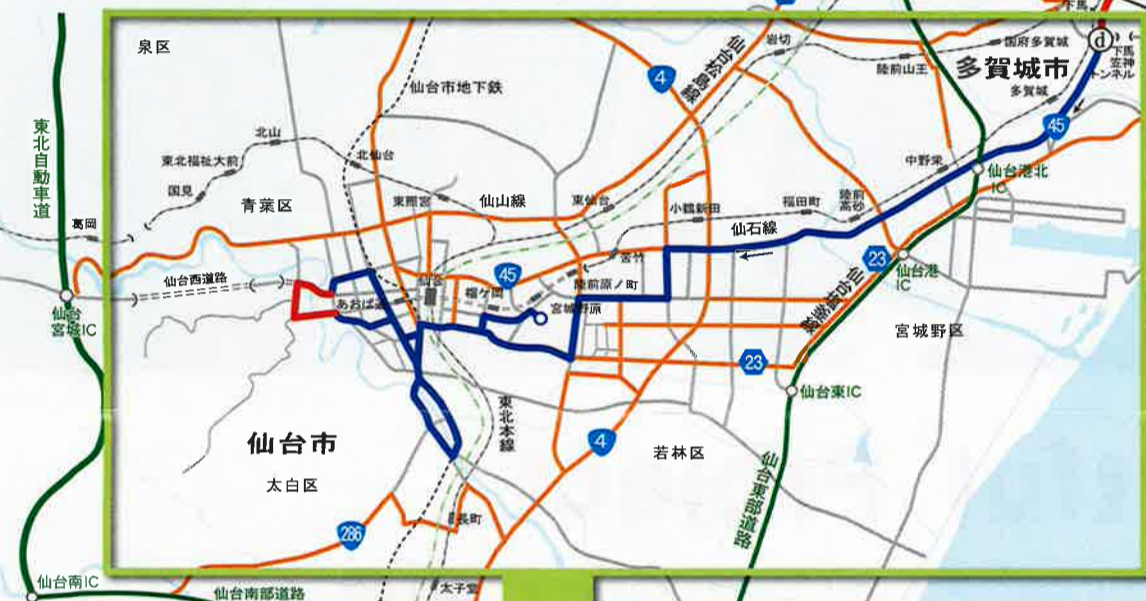 下馬
泉区
岩切
国府多賀城
d
下馬
笠神
トンネル
陸前山王
多賀城市
多賀城
仙台松島線
4
仙台市地下鉄
45
東北自動車道
北山
北仙台
東北福祉大前
国見
中野栄
仙台港北
IC
青葉区
東照宮
仙山線
東仙台
小鶴新田
福田町
陸前
高砂
葛岡
仙石線
苦竹
23
仙台港
IC
仙台西道路
仙台
45
榴ケ岡
陸前原ノ町
あおば通
宮城野原
仙台
宮城IC
宮城野区
23
仙台東IC
東北本線
仙台市
4
若林区
太白区
仙台東部道路
286
長町
仙台南IC
仙台南部道路
太子堂